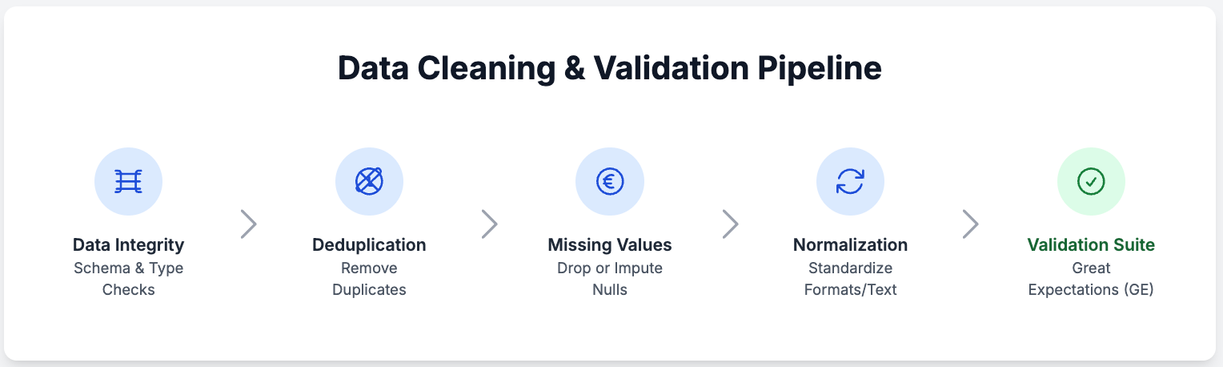 Data Cleaning & Validation Pipeline
Data Integrity
Schema & Type
Checks
Deduplication
Remove
Duplicates
Missing Values
Drop or Impute
Nulls
Normalization
Standardize
Formats/Text
Validation Suite
Great
Expectations (GE)